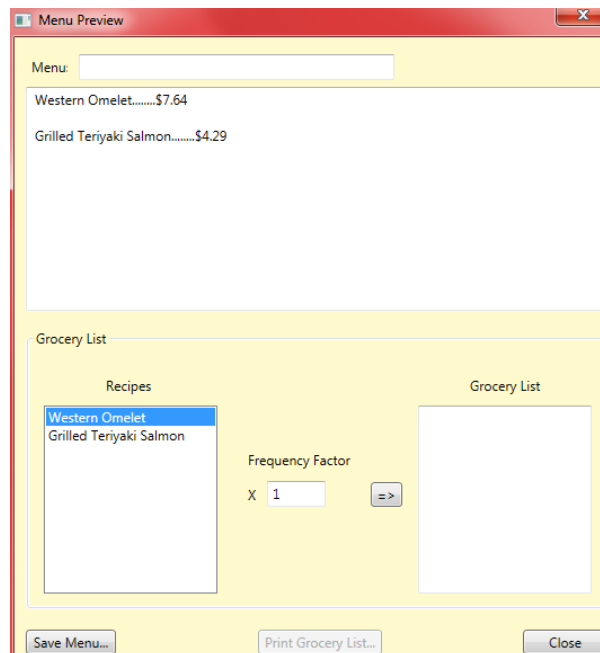 Menu Preview
x
Menu:
Western Omelet........$7.64
Grilled Teriyaki Salmon........$4.29
Grocery List
Recipes
Grocery List
Western Omelet
Grilled Teriyaki Salmon
Frequency Factor
X 1 =>
Save Menu... Print Grocery List... Close